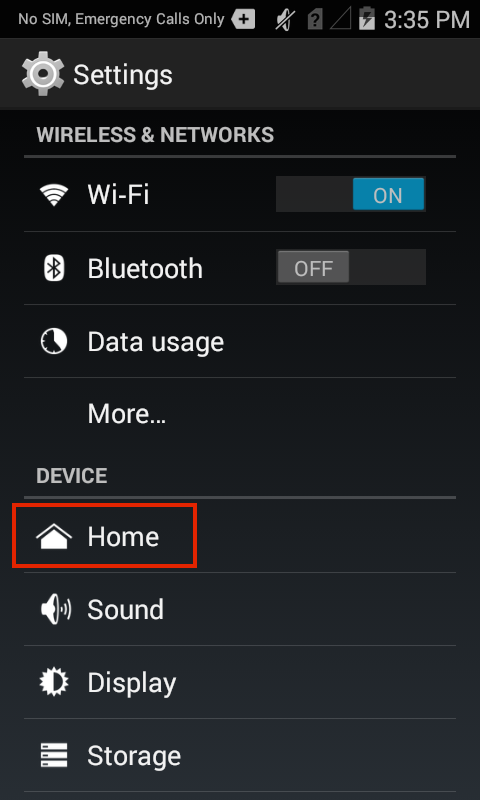 No SIM, Emergency Calls Only 3:35 PM
Settings
WIRELESS & NETWORKS
Wi-Fi ON
Bluetooth OFF
Data usage
More...
DEVICE
Home
Sound
Display
Storage